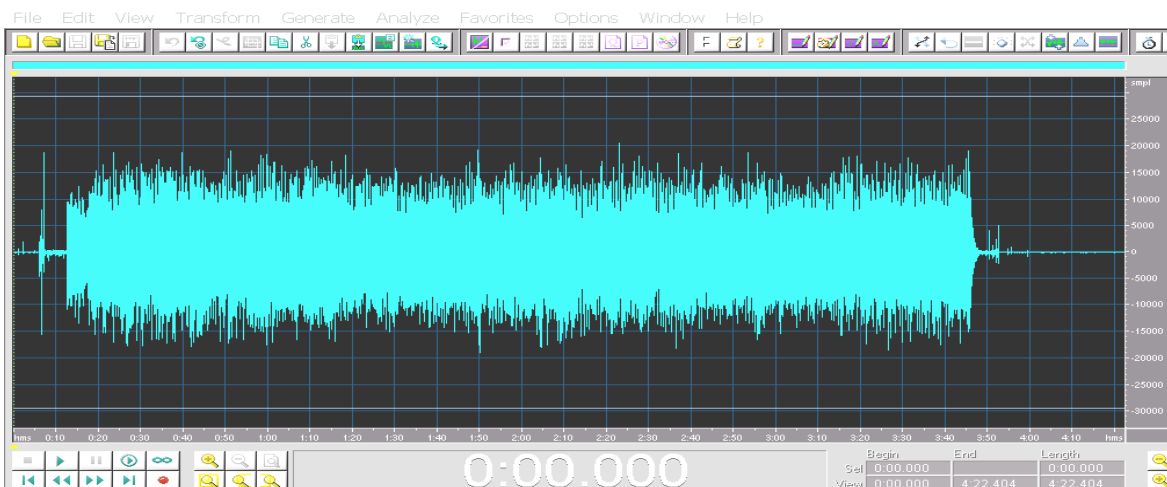 File Edit View Transform Generate Analyze Favorites Options Window Help
F F ?
smpl
25000
20000
15000
10000
5000
0
-5000
-10000
-15000
-20000
-25000
-30000
hms 0:10 0:20 0:30 0:40 0:50 1:00 1:10 1:20 1:30 1:40 1:50 2:00 2:10 2:20 2:30 2:40 2:50 3:00 3:10 3:20 3:30 3:40 3:50 4:00 4:10 hms
0:00.000
Begin End Length
Sel 0:00.000 0:00.000
View 0:00.000 4:22.404 4:22.404